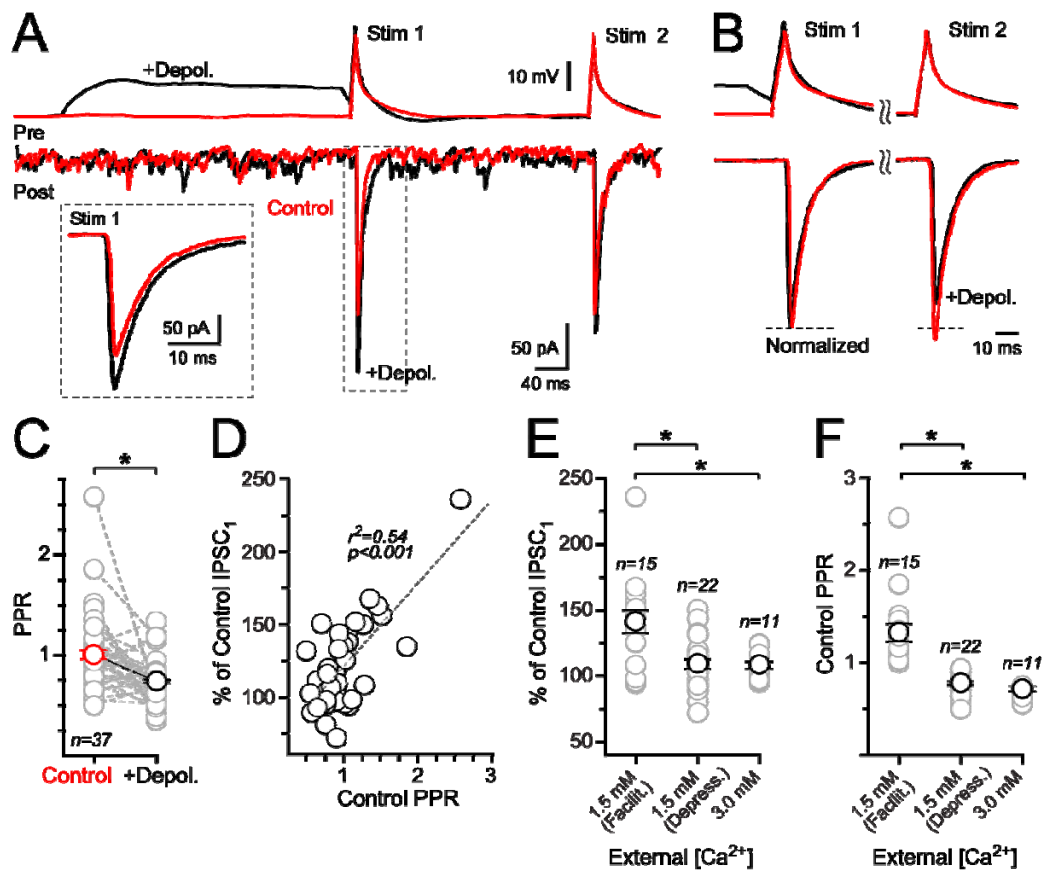 A
B
+Depol.
Stim 1
Stim 2
10 mV
Pre
Post
Control
Stim 1
50 pA
10 ms
+Depol.
50 pA
40 ms
Stim 1
Stim 2
+Depol.
Normalized
10 ms
C
D
E
F
*
PPR
2
1
n=37
Control
+Depol.
% of Control IPSC₁
250
200
150
100
r²=0.54
p<0.001
1
2
3
Control PPR
*
*
% of Control IPSC₁
250
200
150
100
50
n=15
n=22
n=11
1.5 mM
(Facilit.)
1.5 mM
(Depress.)
3.0 mM
External [Ca²⁺]
*
*
Control PPR
3
2
1
0
n=15
n=22
n=11
1.5 mM
(Facilit.)
1.5 mM
(Depress.)
3.0 mM
External [Ca²⁺]